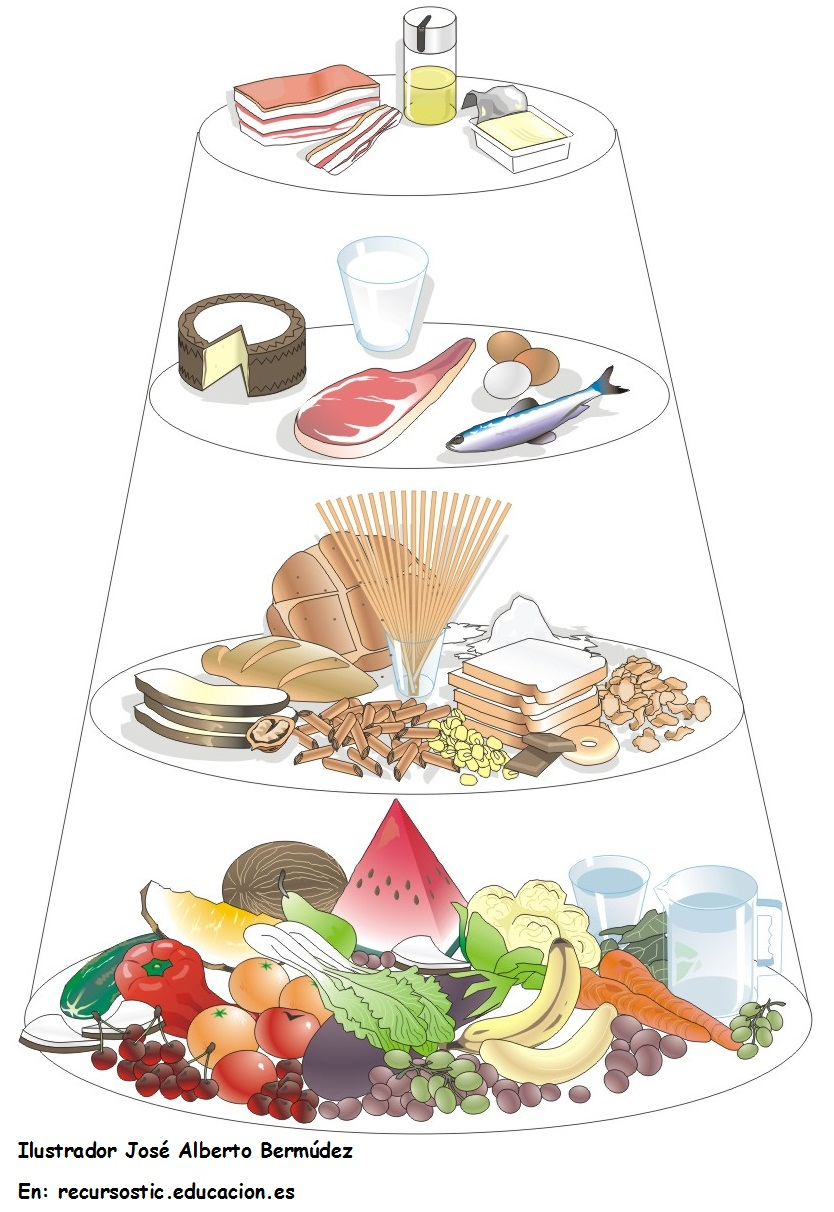 Ilustrador José Alberto Bermúdez
En: recursostic.educacion.es